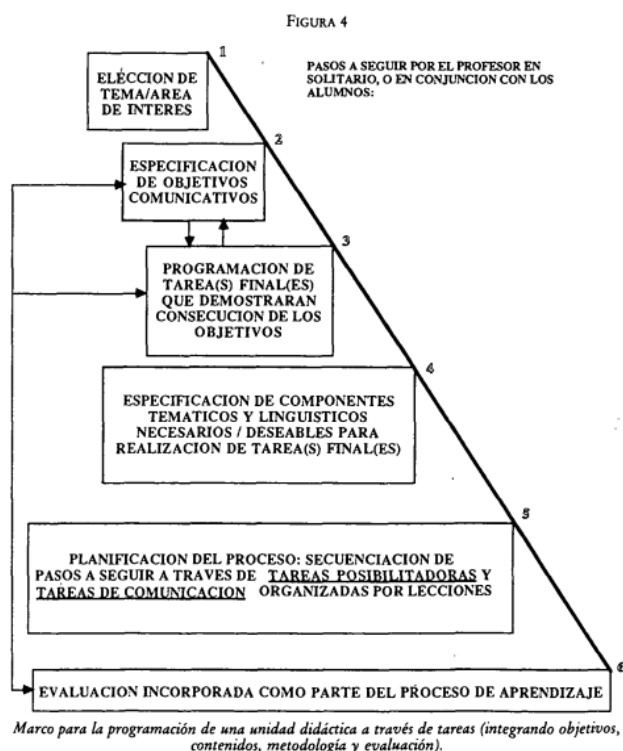 FIGURA 4
1
ELÉCCION DE
TEMA/AREA
DE INTERES
PASOS A SEGUIR POR EL PROFESOR EN
SOLITARIO, O EN CONJUNCION CON LOS
ALUMNOS:
2
ESPECIFICACION
DE OBJETIVOS
COMUNICATIVOS
3
PROGRAMACION DE
TAREA(S) FINAL(ES)
QUE DEMOSTRARAN
CONSECUCION DE LOS
OBJETIVOS
4
ESPECIFICACION DE COMPONENTES
TEMATICOS Y LINGUISTICOS
NECESARIOS / DESEABLES PARA
REALIZACION DE TAREA(S) FINAL(ES)
5
PLANIFICACION DEL PROCESO: SECUENCIACION DE
PASOS A SEGUIR A TRAVES DE TAREAS POSIBILITADORAS Y
TAREAS DE COMUNICACION ORGANIZADAS POR LECCIONES
6
EVALUACION INCORPORADA COMO PARTE DEL PROCESO DE APRENDIZAJE
Marco para la programación de una unidad didáctica a través de tareas (integrando objetivos,
contenidos, metodología y evaluación).